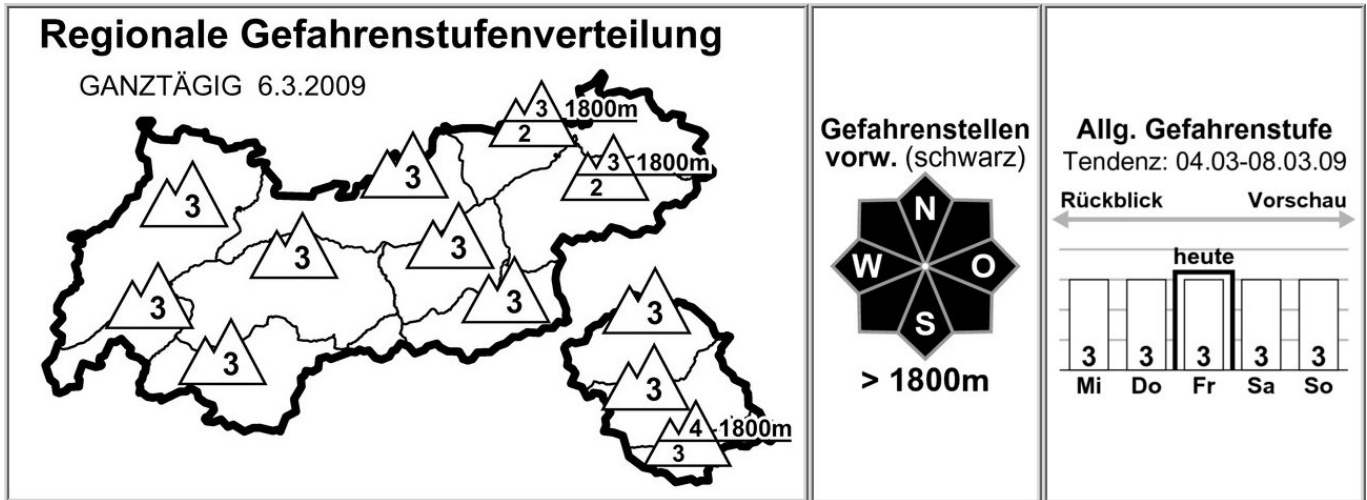 Regionale Gefahrenstufenverteilung
GANZTÄGIG 6.3.2009
3 1800m
2
3 1800m
2
3
3
3
3
3
3
3
3
3
3
4 1800m
3
Gefahrenstellen
vorw. (schwarz)
N
W O
S
> 1800m
Allg. Gefahrenstufe
Tendenz: 04.03-08.03.09
Rückblick Vorschau
heute
3 3 3 3 3
Mi Do Fr Sa So